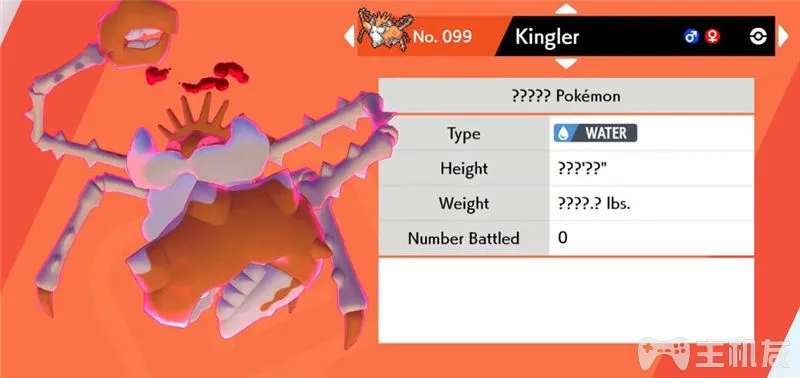 No. 099 Kingler ♂ ♀
????? Pokémon
Type WATER
Height ???'??"
Weight ????.? lbs.
Number Battled 0
主机友